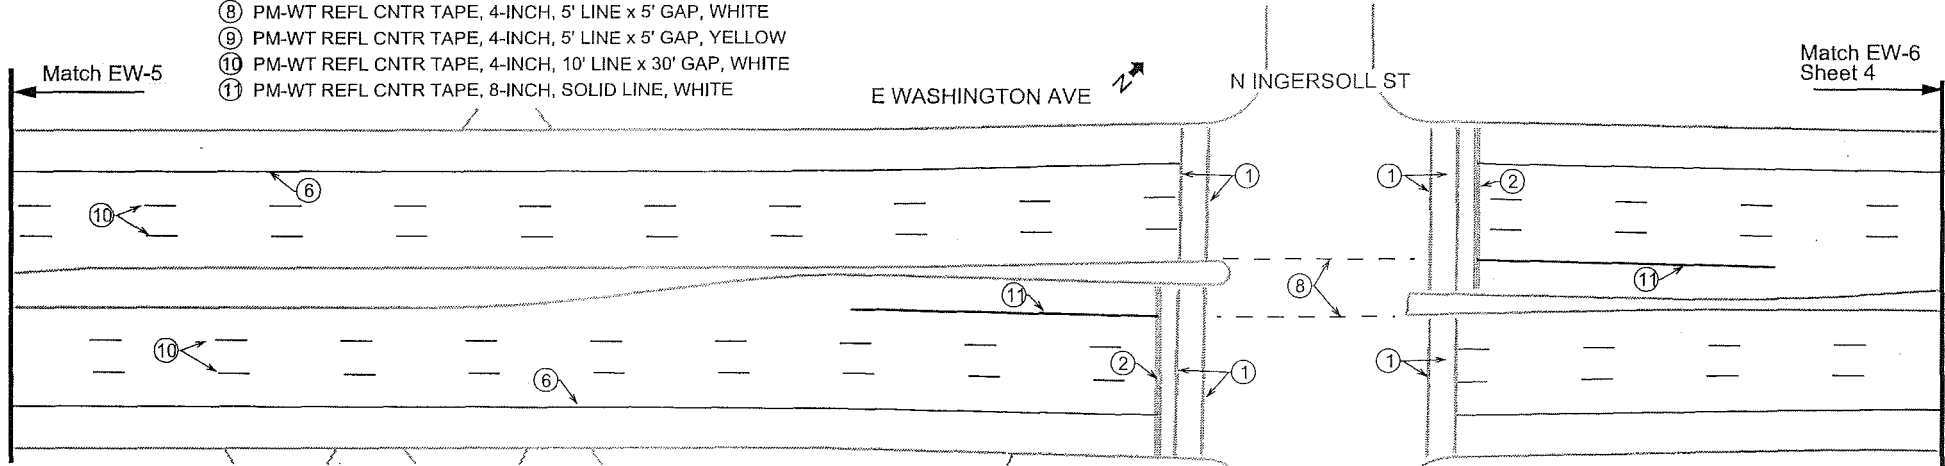 ⑧ PM-WT REFL CNTR TAPE, 4-INCH, 5' LINE x 5' GAP, WHITE
⑨ PM-WT REFL CNTR TAPE, 4-INCH, 5' LINE x 5' GAP, YELLOW
⑩ PM-WT REFL CNTR TAPE, 4-INCH, 10' LINE x 30' GAP, WHITE
⑪ PM-WT REFL CNTR TAPE, 8-INCH, SOLID LINE, WHITE
Match EW-5
E WASHINGTON AVE
N
N INGERSOLL ST
Match EW-6
Sheet 4
⑥
①
①
②
⑩
⑧
⑪
⑪
⑩
②
①
①
⑥